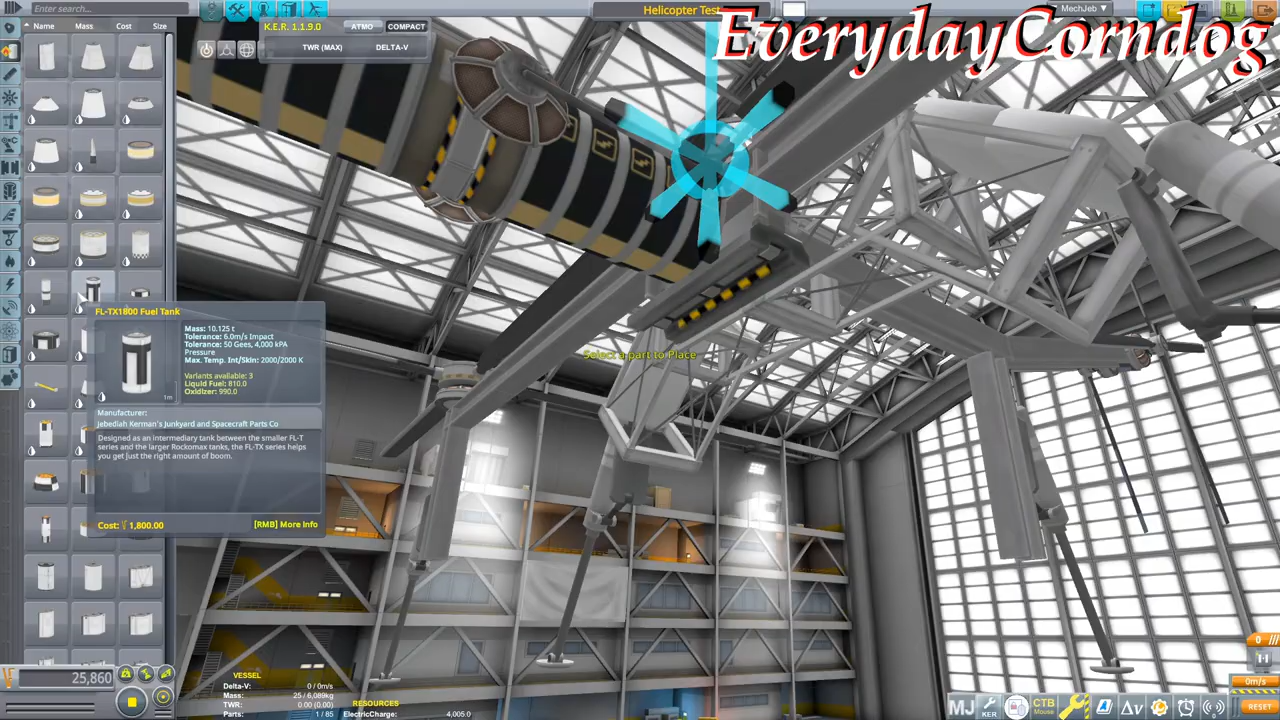 Enter search...
Helicopter Test
MechJeb ▼
EverydayCorndog
Name Mass Cost Size
K.E.R. 1.1.9.0 ATMO COMPACT
TWR (MAX) DELTA-V
FL-TX1800 Fuel Tank
Mass: 10.125 t
Tolerance: 6.0m/s Impact
Tolerance: 50 Gees, 4,000 kPA
Pressure
Max. Temp. Int/Skin: 2000/2000 K
Variants available: 3
Liquid Fuel: 810.0
Oxidizer: 990.0
1m
Select a part to Place
Manufacturer:
Jebediah Kerman's Junkyard and Spacecraft Parts Co
Designed as an intermediary tank between the smaller FL-T
series and the larger Rockomax tanks, the FL-TX series helps
you get just the right amount of boom.
Cost: 1,800.00 [RMB] More Info
25,860
VESSEL
Delta-V: 0 / 0m/s
Mass: 25 / 6,089kg
TWR: 0.00 (0.00)
Parts: 1 / 85
RESOURCES
ElectricCharge: 4,005.0
MJ KER CTB Mouse Δv
0
0m/s
RESET